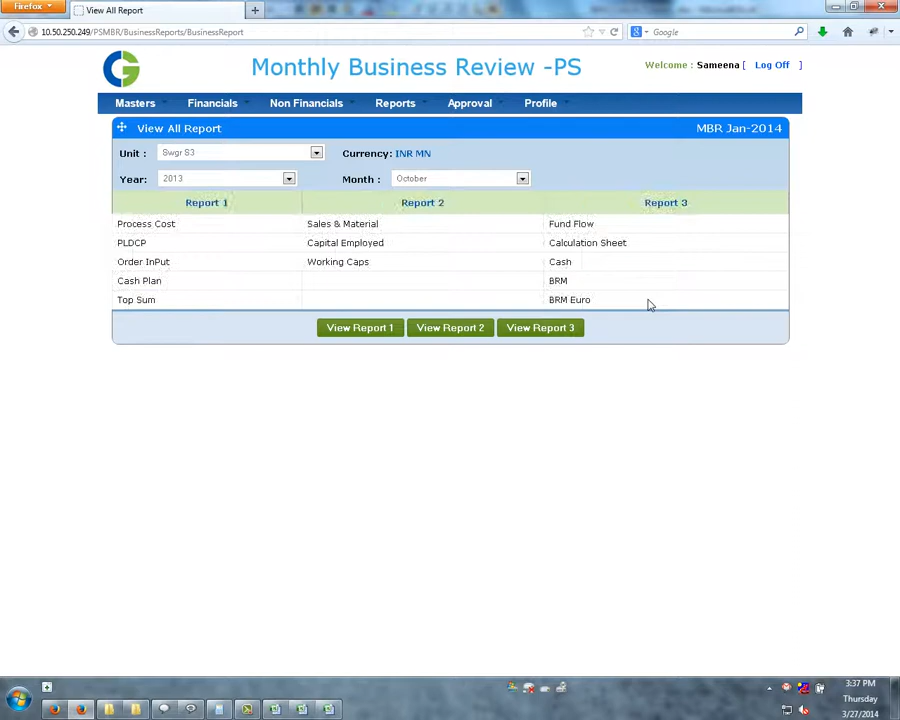 Firefox
View All Report
10.50.250.249/PSMBR/BusinessReports/BusinessReport
Google
Monthly Business Review -PS
Welcome : Sameena [ Log Off ]
Masters Financials Non Financials Reports Approval Profile
View All Report MBR Jan-2014
Unit : Swgr S3 Currency: INR MN
Year: 2013 Month : October
Report 1 Report 2 Report 3
Process Cost Sales & Material Fund Flow
PLDCP Capital Employed Calculation Sheet
Order InPut Working Caps Cash
Cash Plan BRM
Top Sum BRM Euro
View Report 1 View Report 2 View Report 3
3:37 PM
Thursday
3/27/2014